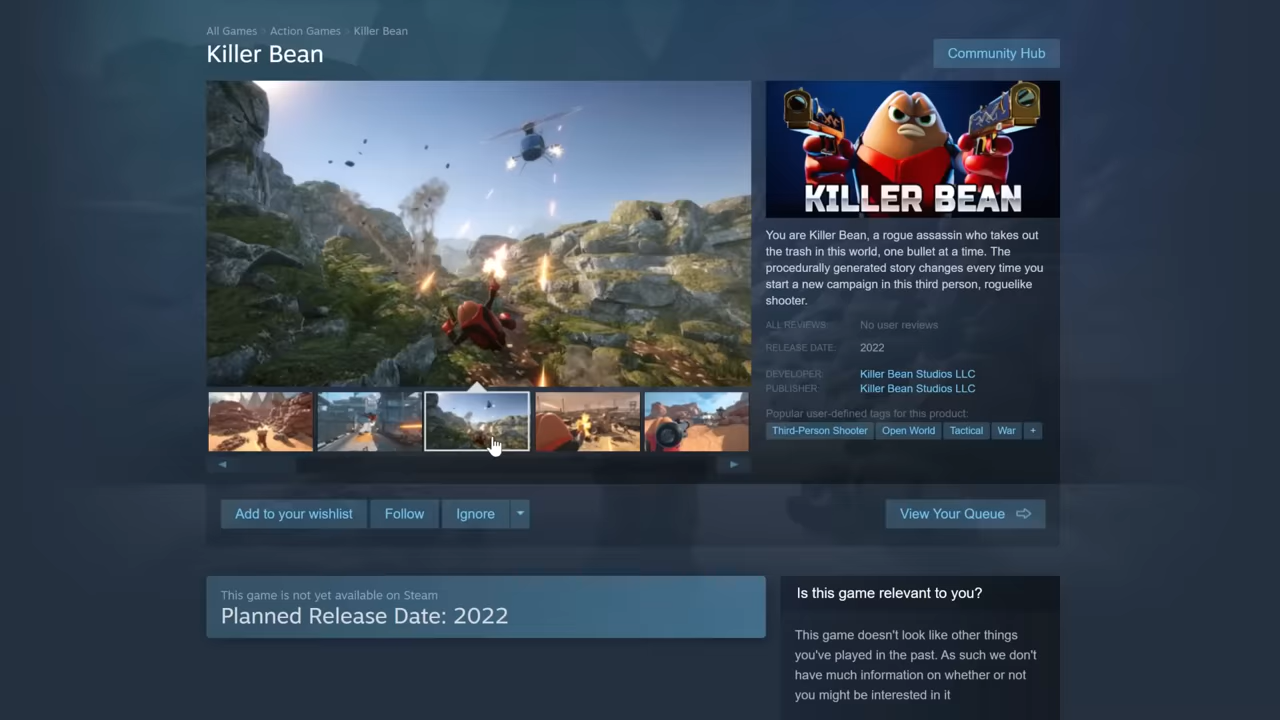 All Games > Action Games > Killer Bean
Killer Bean
Community Hub
KILLER BEAN
You are Killer Bean, a rogue assassin who takes out
the trash in this world, one bullet at a time. The
procedurally generated story changes every time you
start a new campaign in this third person, roguelike
shooter.
ALL REVIEWS: No user reviews
RELEASE DATE: 2022
DEVELOPER: Killer Bean Studios LLC
PUBLISHER: Killer Bean Studios LLC
Popular user-defined tags for this product:
Third-Person Shooter Open World Tactical War +
Add to your wishlist Follow Ignore View Your Queue
This game is not yet available on Steam
Planned Release Date: 2022
Is this game relevant to you?
This game doesn't look like other things
you've played in the past. As such we don't
have much information on whether or not
you might be interested in it